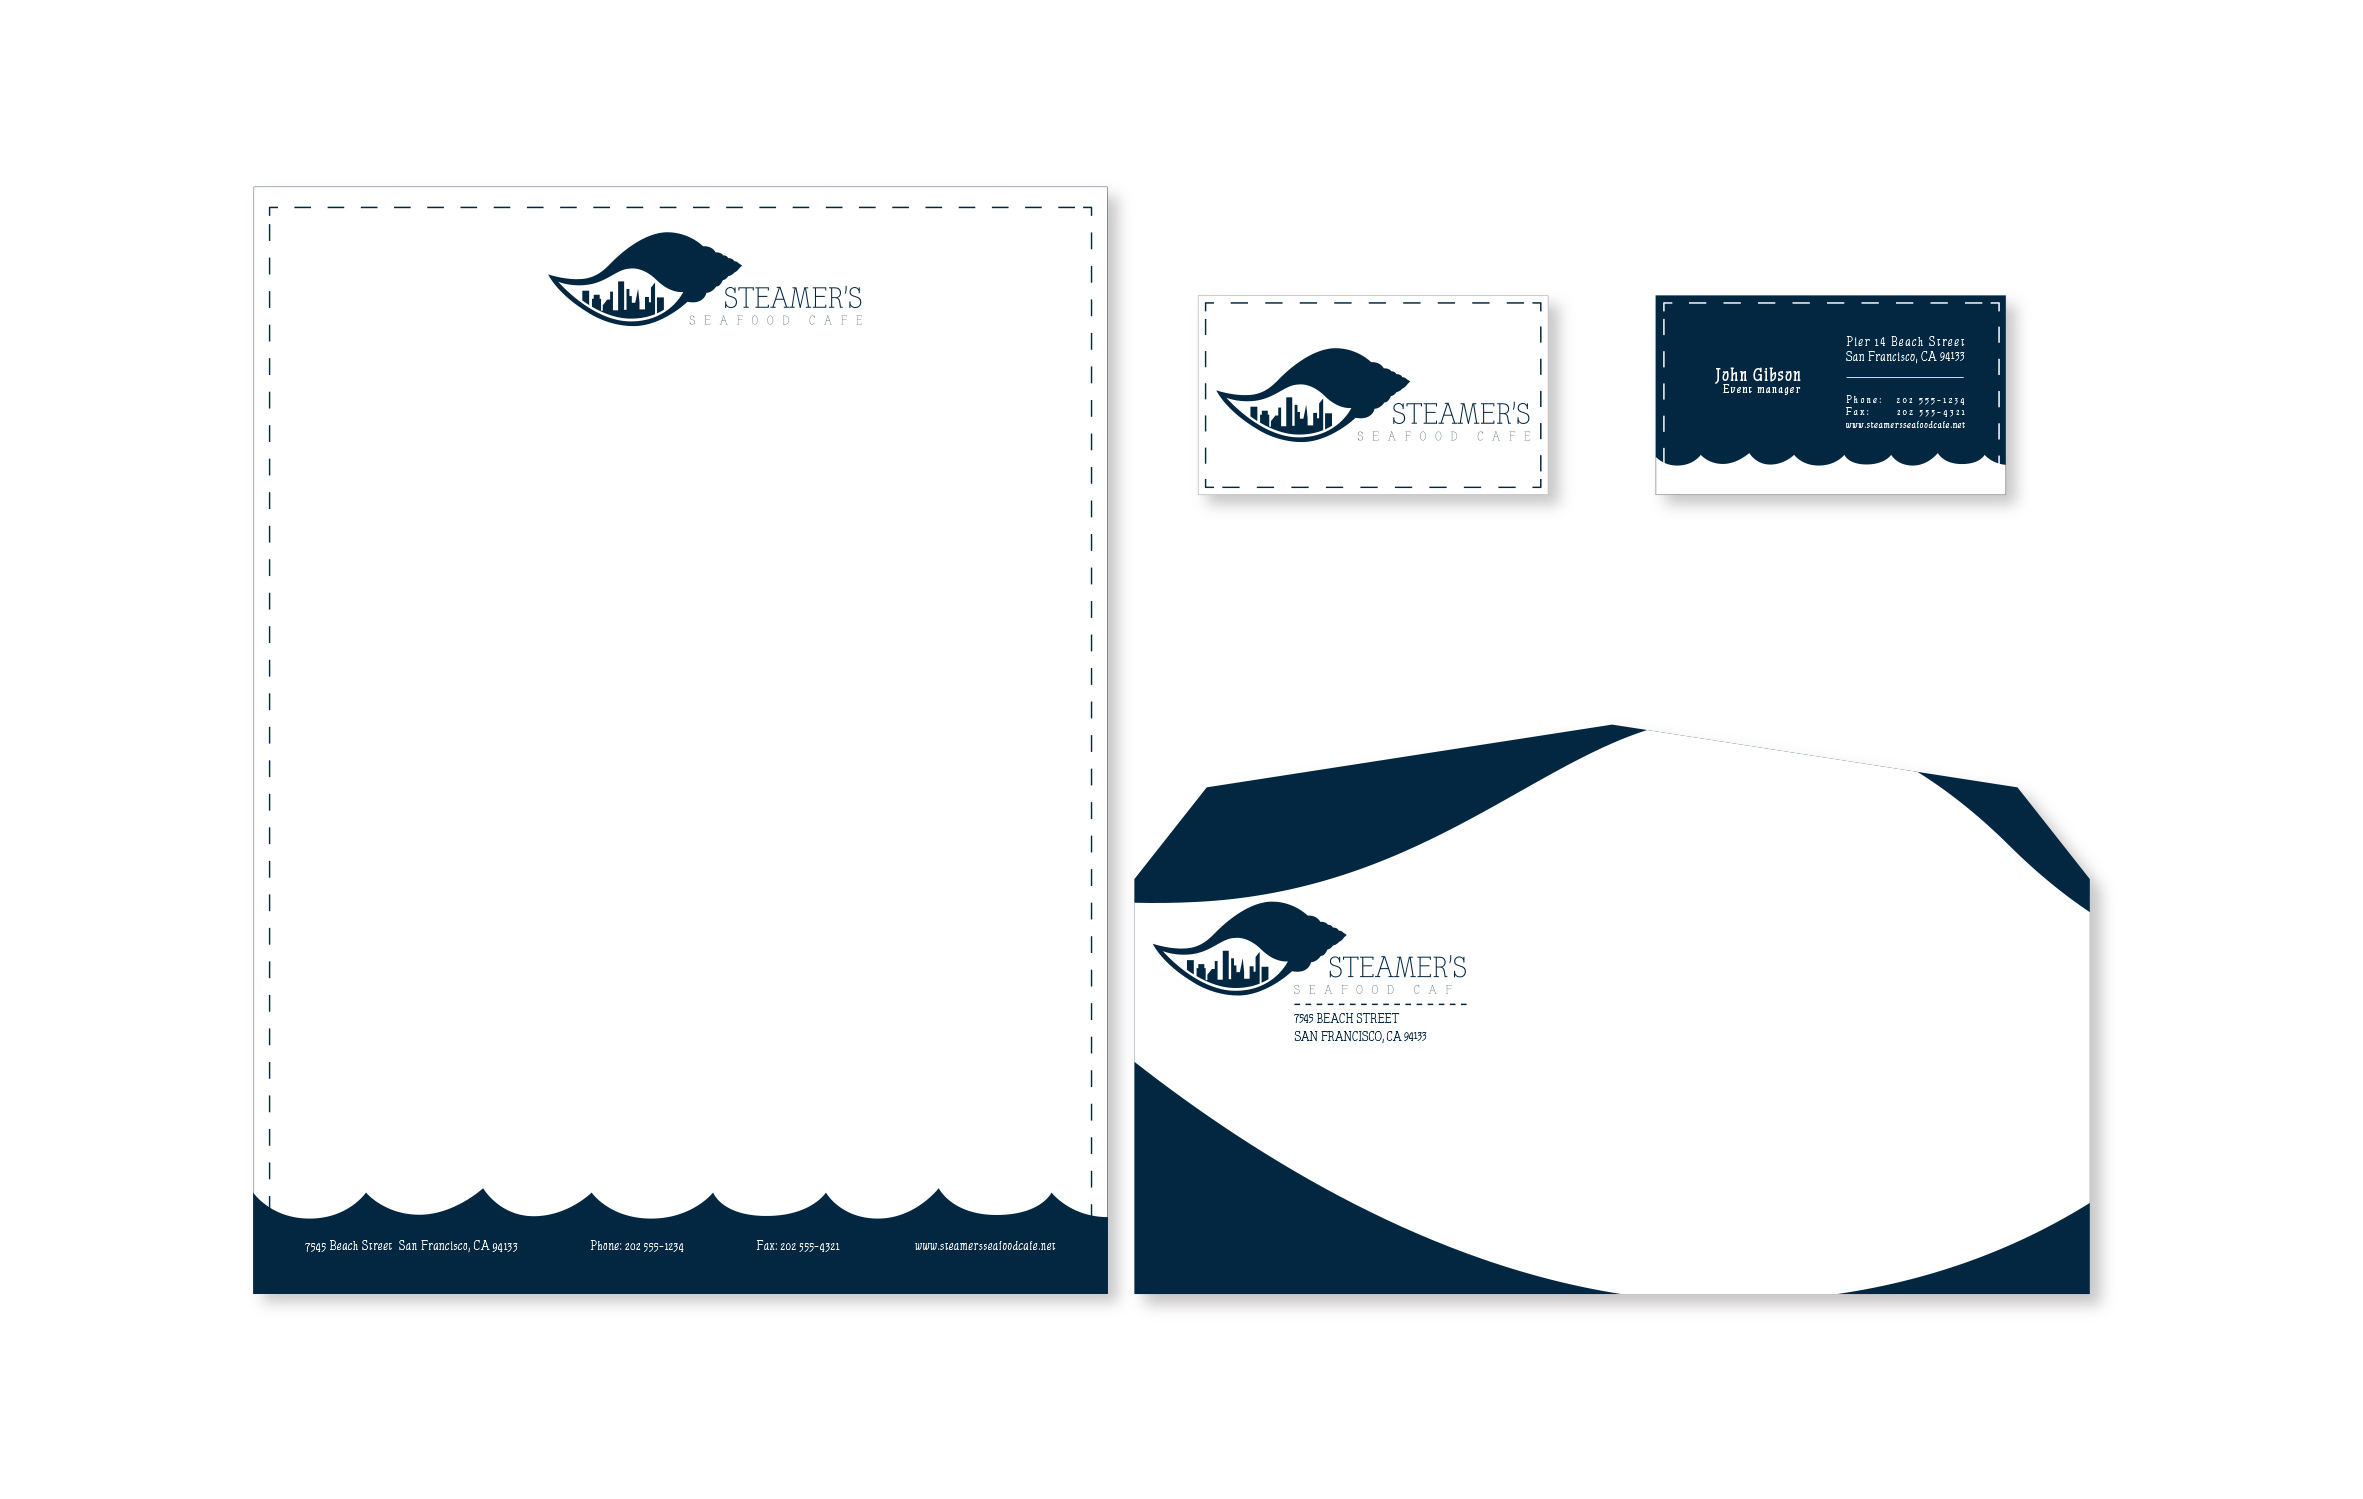 STEAMER'S
SEAFOOD CAFE
7545 Beach Street San Francisco, CA 94133
Phone: 202 555-1234
Fax: 202 555-4321
www.steamersseafoodcafe.net
STEAMER'S
SEAFOOD CAFE
John Gibson
Event manager
Pier 14 Beach Street
San Francisco, CA 94133
Phone: 202 555-1234
Fax: 202 555-4321
www.steamersseafoodcafe.net
STEAMER'S
SEAFOOD CAF
7545 BEACH STREET
SAN FRANCISCO, CA 94133